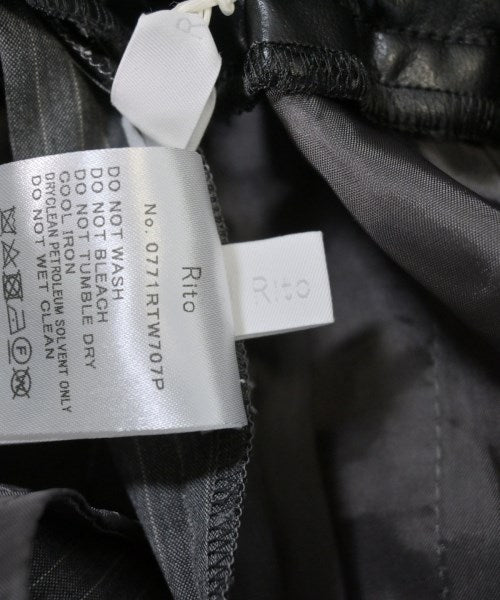 Rito
No. 0771RTW707P
DO NOT WASH
DO NOT BLEACH
DO NOT TUMBLE DRY
COOL IRON
DRYCLEAN PETROLEUM SOLVENT ONLY
DO NOT WET CLEAN
F
W
Rito
R